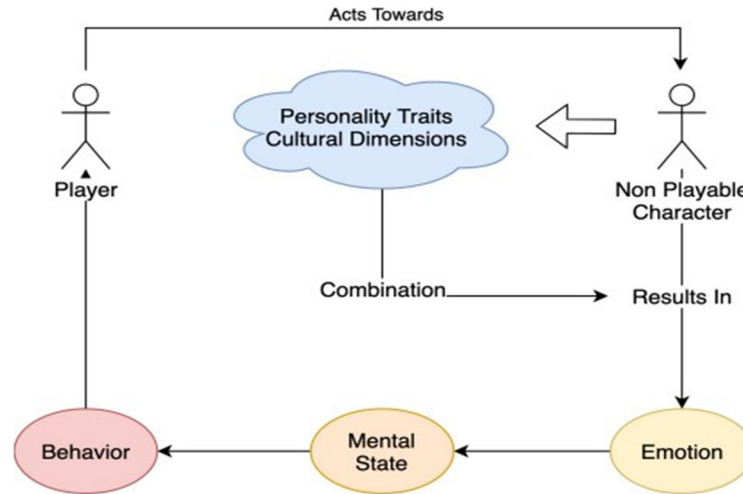 Acts Towards
Personality Traits
Cultural Dimensions
Player
Non Playable
Character
Combination
Results In
Behavior
Mental
State
Emotion